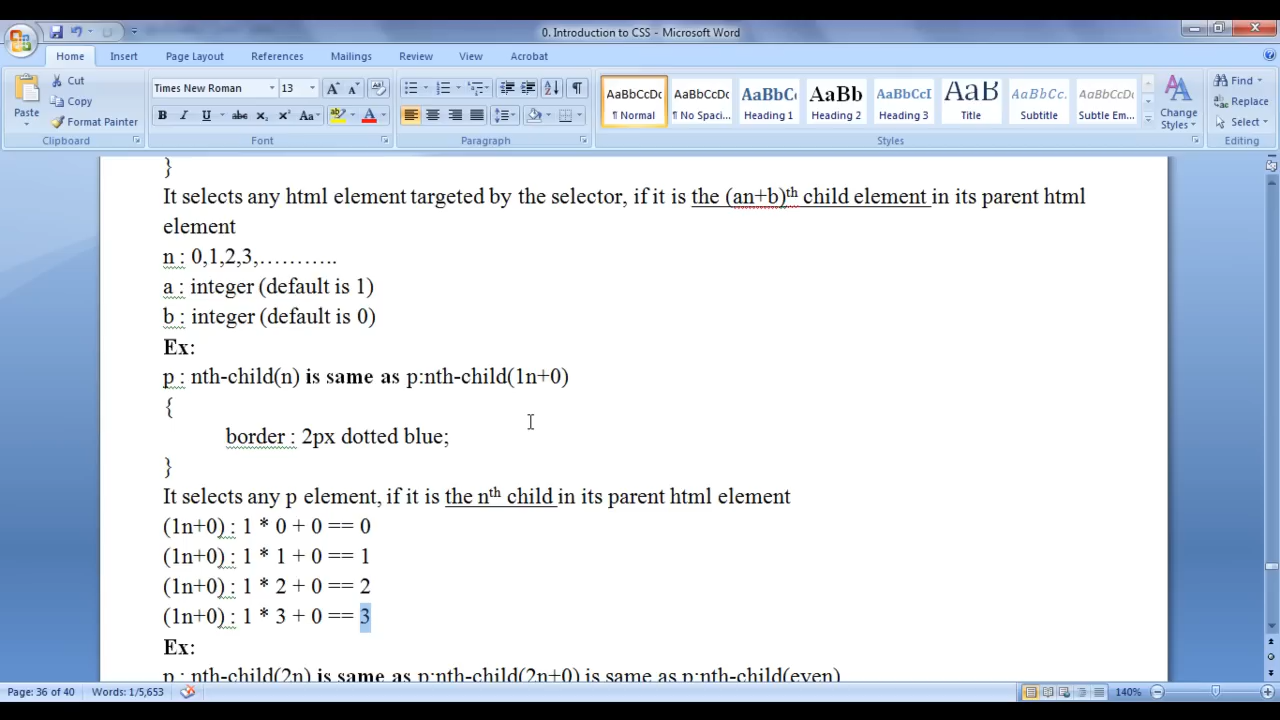 0. Introduction to CSS - Microsoft Word
Home Insert Page Layout References Mailings Review View Acrobat
Paste
Cut
Copy
Format Painter
Clipboard
Times New Roman 13
B I U abc x₂ x² Aa
Font
Paragraph
AaBbCcDc AaBbCcDc AaBbC AaBb AaBbCcI AaB AaBbCc. AaBbCcDc
¶ Normal ¶ No Spaci... Heading 1 Heading 2 Heading 3 Title Subtitle Subtle Em...
Change Styles
Styles
Find
Replace
Select
Editing
}
It selects any html element targeted by the selector, if it is the (an+b)th child element in its parent html
element
n : 0,1,2,3,………..
a : integer (default is 1)
b : integer (default is 0)
Ex:
p : nth-child(n) is same as p:nth-child(1n+0)
{
border : 2px dotted blue;
}
It selects any p element, if it is the nth child in its parent html element
(1n+0) : 1 * 0 + 0 == 0
(1n+0) : 1 * 1 + 0 == 1
(1n+0) : 1 * 2 + 0 == 2
(1n+0) : 1 * 3 + 0 == 3
Ex:
p : nth-child(2n) is same as p:nth-child(2n+0) is same as p:nth-child(even)
Page: 36 of 40 Words: 1/5,653 140%